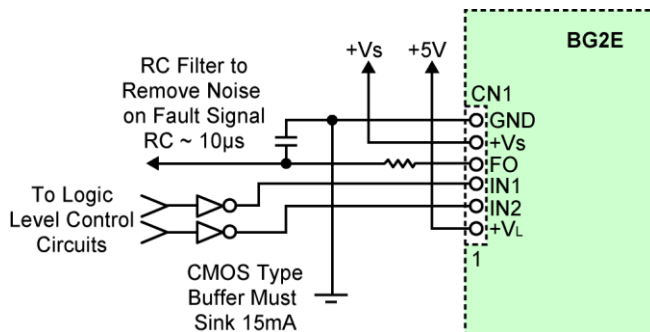 +Vs
+5V
BG2E
RC Filter to
Remove Noise
on Fault Signal
RC ~ 10µs
CN1
GND
+Vs
FO
IN1
IN2
+VL
1
To Logic
Level Control
Circuits
CMOS Type
Buffer Must
Sink 15mA